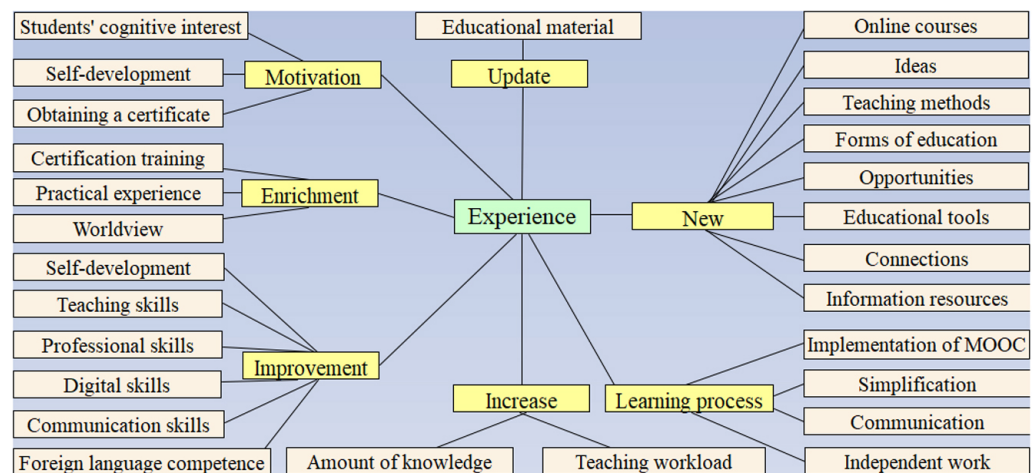 Students' cognitive interest
Self-development
Obtaining a certificate
Motivation
Educational material
Update
Online courses
Ideas
Teaching methods
Forms of education
Opportunities
Educational tools
Connections
Information resources
New
Certification training
Practical experience
Worldview
Enrichment
Experience
Self-development
Teaching skills
Professional skills
Digital skills
Communication skills
Foreign language competence
Improvement
Increase
Amount of knowledge
Teaching workload
Learning process
Implementation of MOOC
Simplification
Communication
Independent work